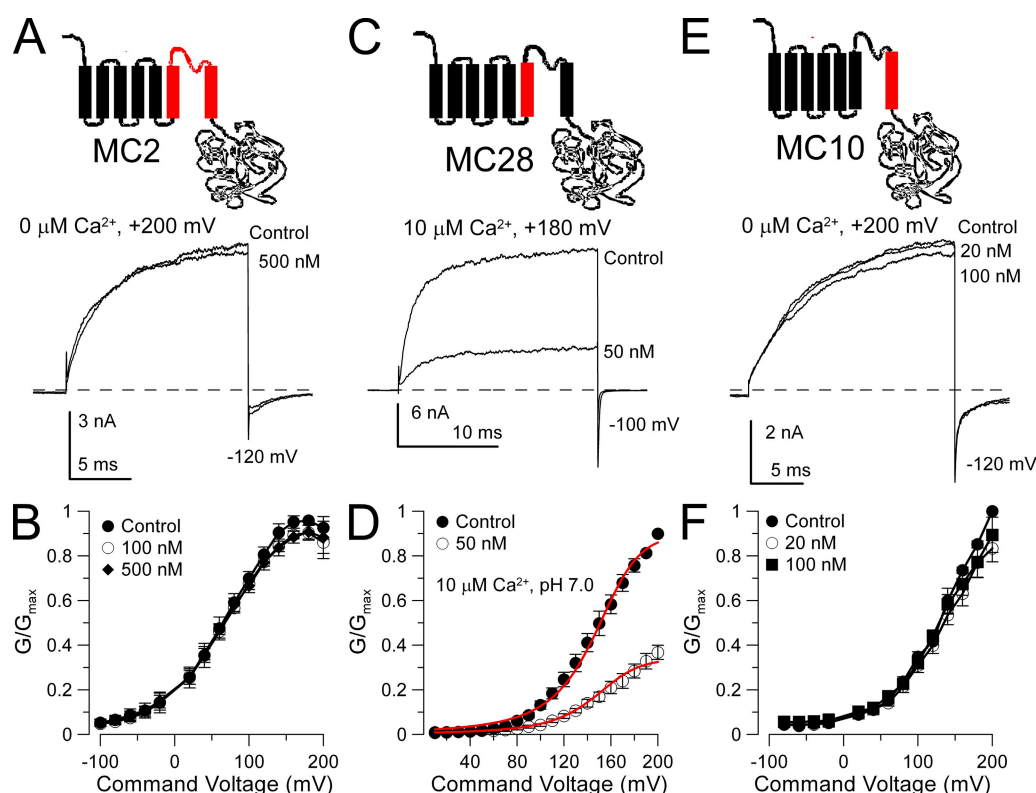 A
MC2
0 μM Ca²⁺, +200 mV
Control
500 nM
3 nA
5 ms
-120 mV
B
Control
100 nM
500 nM
G/Gmax
1
0.8
0.6
0.4
0.2
0
-100
0
100
200
Command Voltage (mV)
C
MC28
10 μM Ca²⁺, +180 mV
Control
50 nM
6 nA
10 ms
-100 mV
D
Control
50 nM
10 μM Ca²⁺, pH 7.0
G/Gmax
1
0.8
0.6
0.4
0.2
0
0
40
80
120
160
200
Command Voltage (mV)
E
MC10
0 μM Ca²⁺, +200 mV
Control
20 nM
100 nM
2 nA
5 ms
-120 mV
F
Control
20 nM
100 nM
G/Gmax
1
0.8
0.6
0.4
0.2
0
-100
0
100
200
Command Voltage (mV)